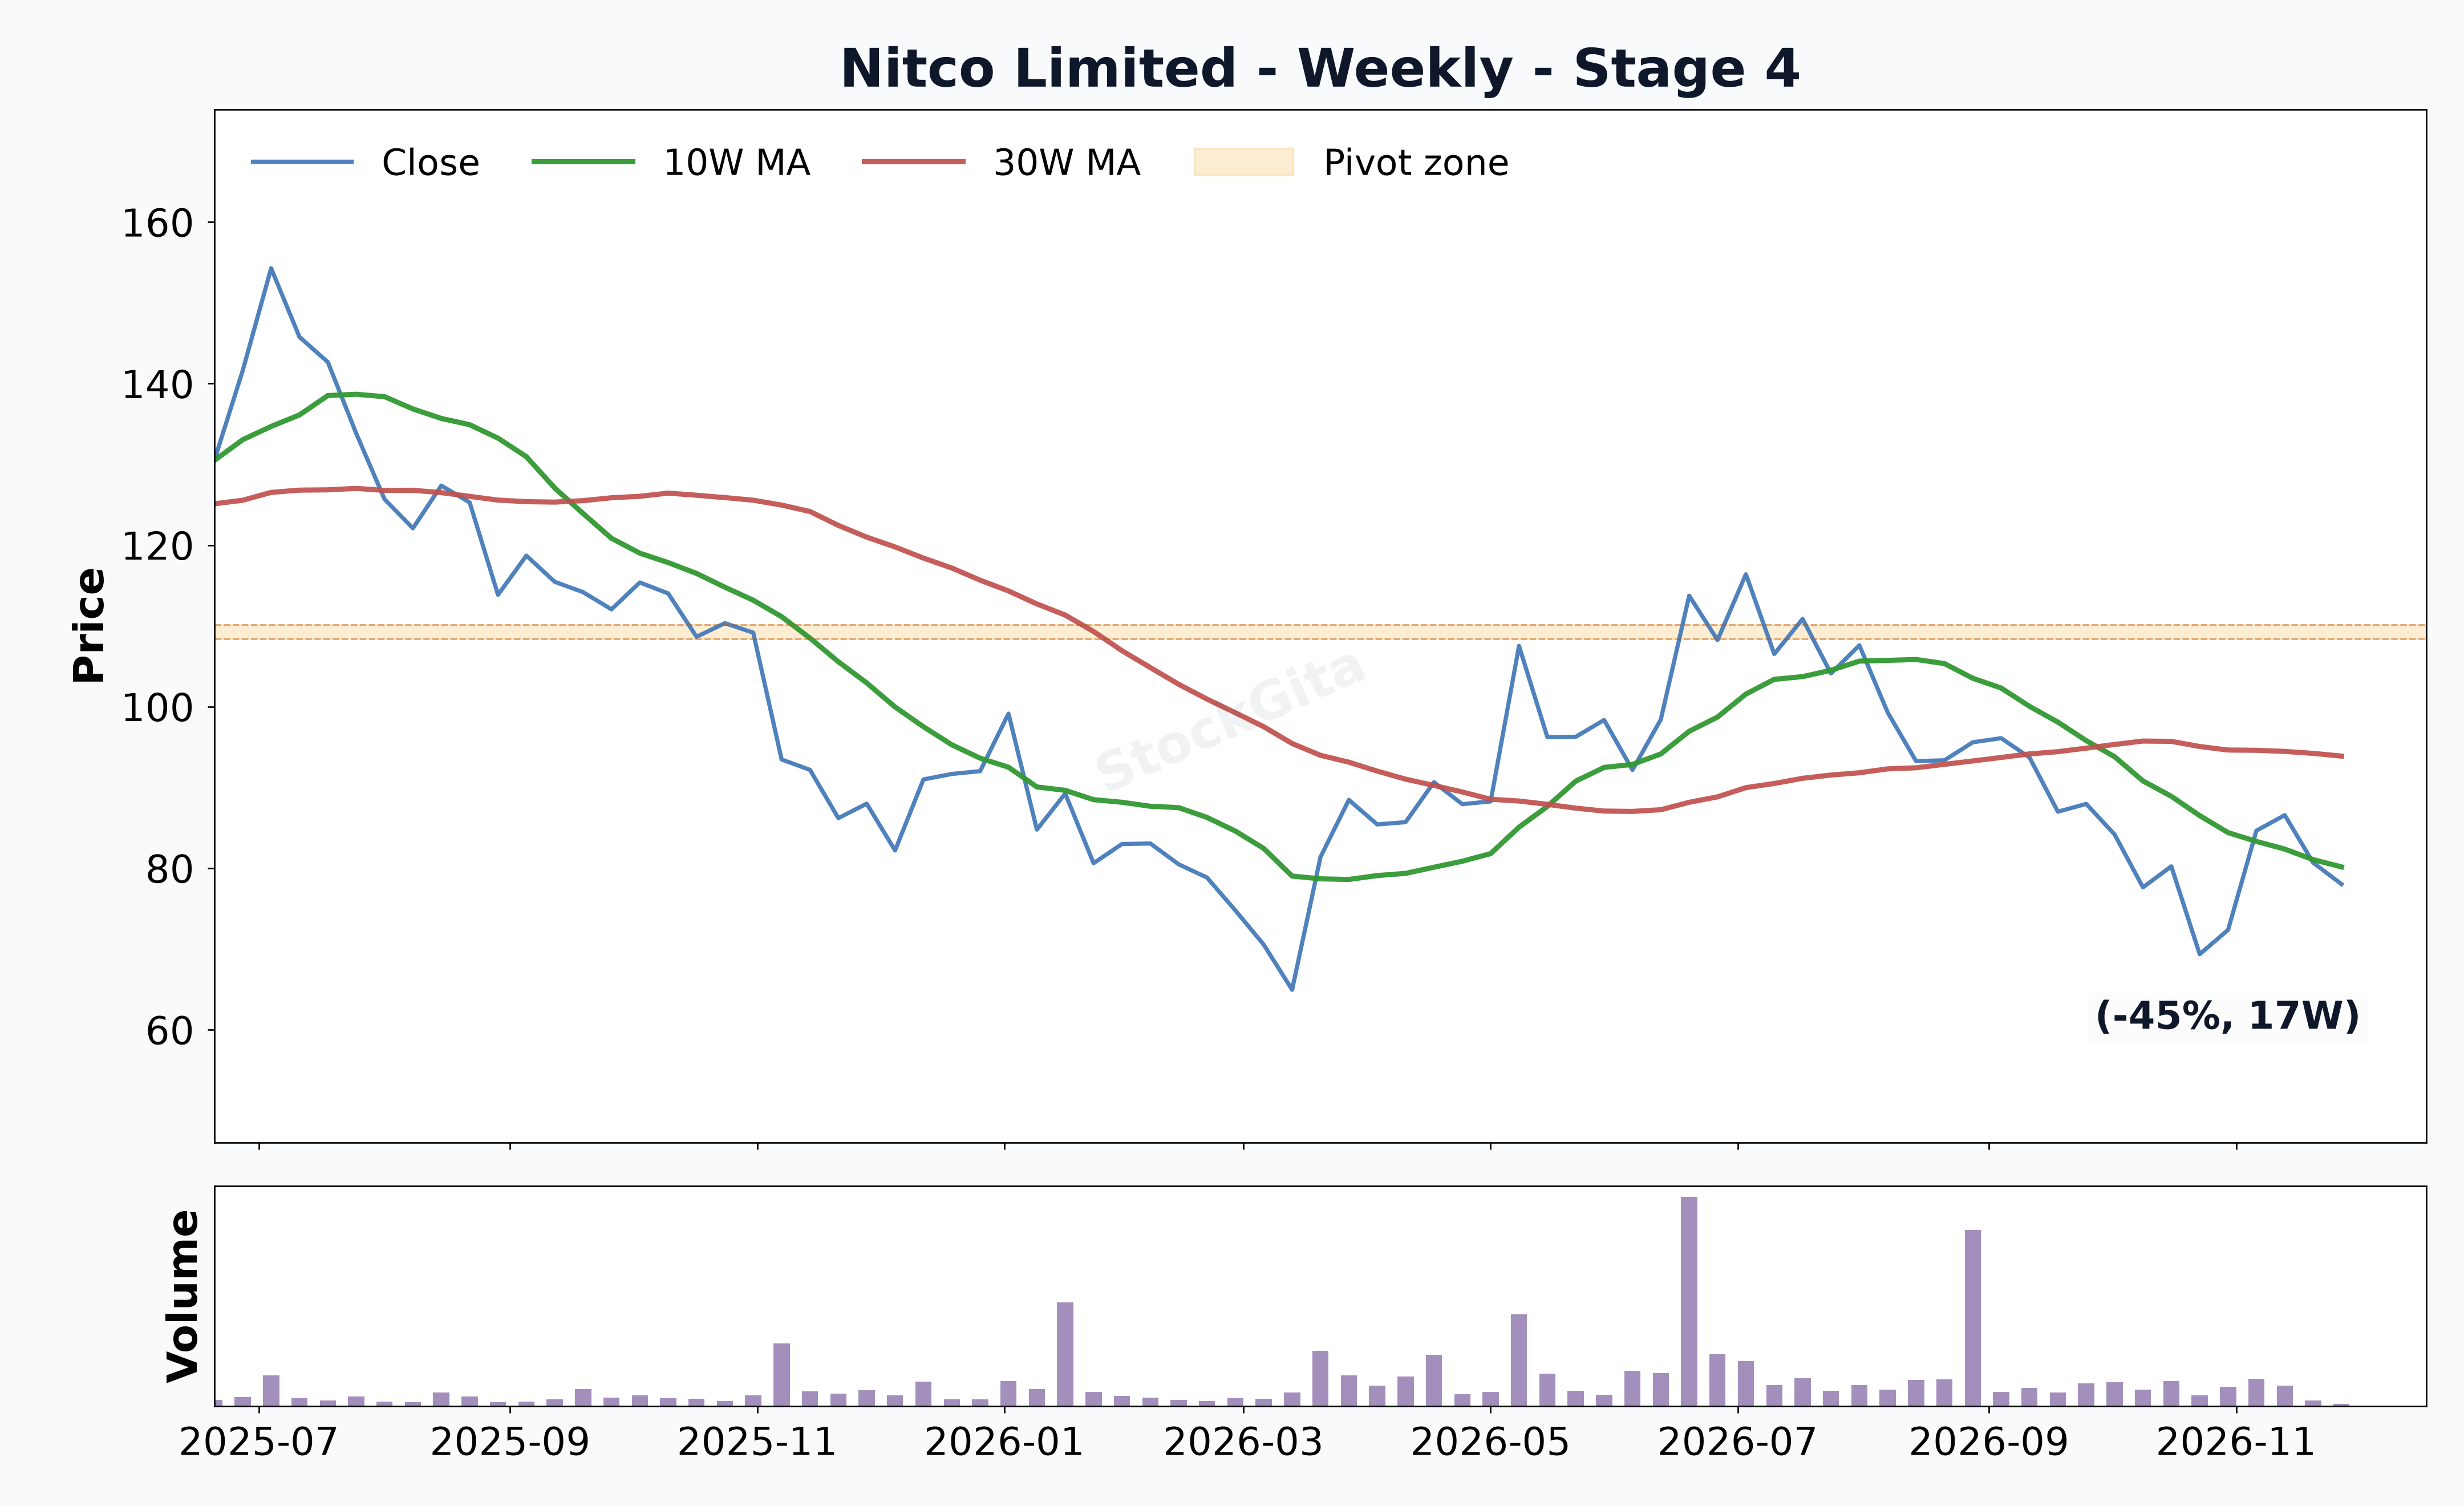 Nitco Limited - Weekly - Stage 4
Close 10W MA 30W MA Pivot zone
160
140
120
100
80
60
Price
StockGita
(-45%, 17W)
Volume
2025-07 2025-09 2025-11 2026-01 2026-03 2026-05 2026-07 2026-09 2026-11